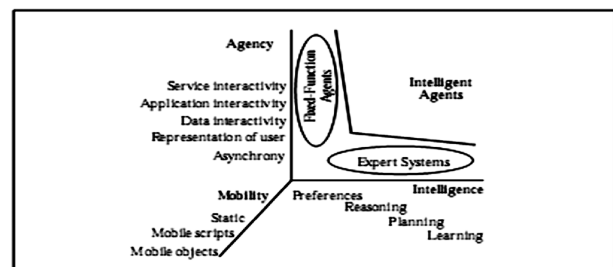 Agency
Service interactivity
Application interactivity
Data interactivity
Representation of user
Asynchrony
Fixed-Function
Agents
Intelligent
Agents
Expert Systems
Intelligence
Mobility
Static
Mobile scripts
Mobile objects
Preferences
Reasoning
Planning
Learning